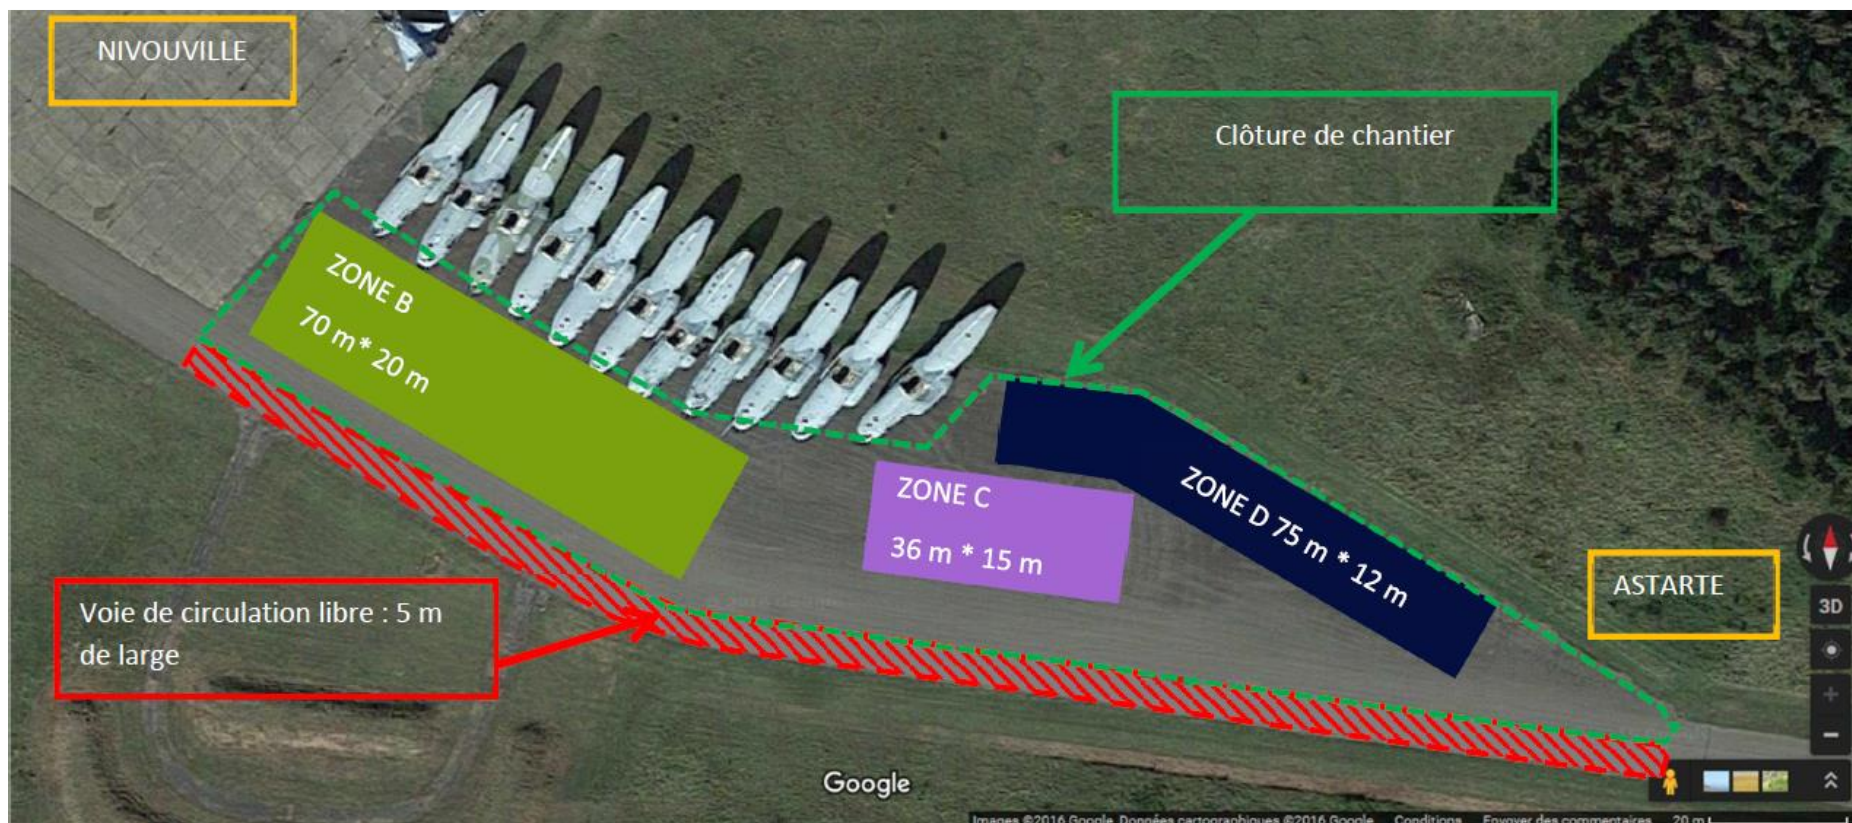 NIVOUVILLE
Clôture de chantier
ZONE B
70 m * 20 m
ZONE C
36 m * 15 m
ZONE D 75 m * 12 m
ASTARTE
Voie de circulation libre : 5 m
de large
3D
Google
Images ©2016 Google, Données cartographiques ©2016 Google Conditions Envoyer des commentaires 20 m